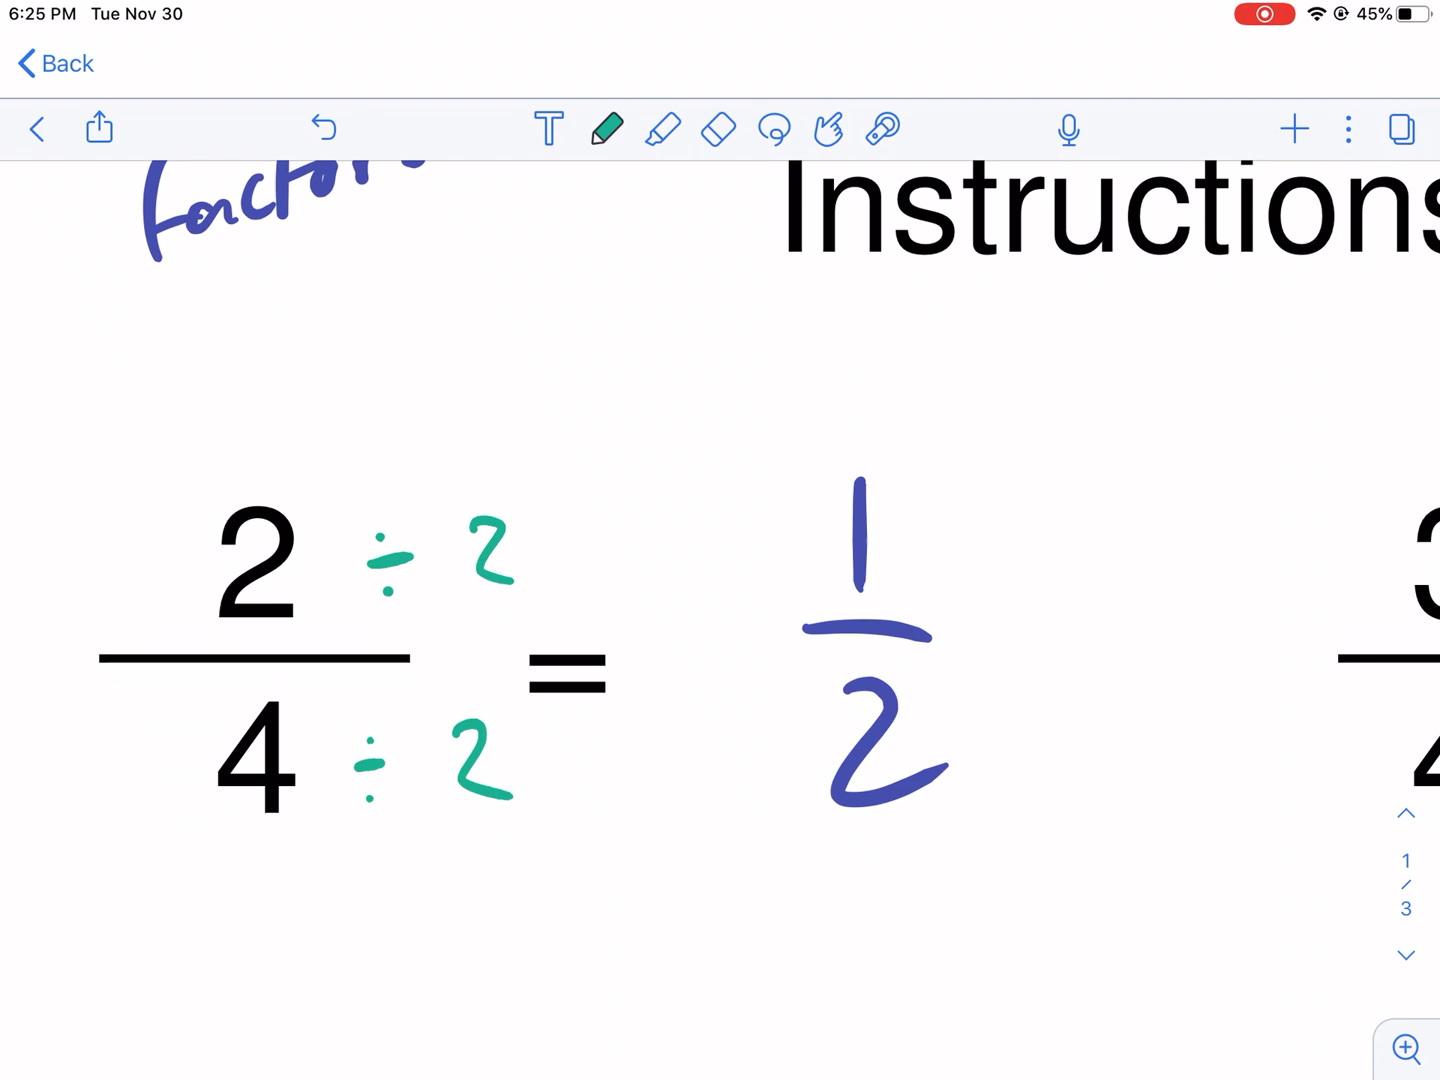 6:25 PM Tue Nov 30 45%
Back
T
Instructions
2 ÷ 2
= 1/2
4 ÷ 2
1
/
3